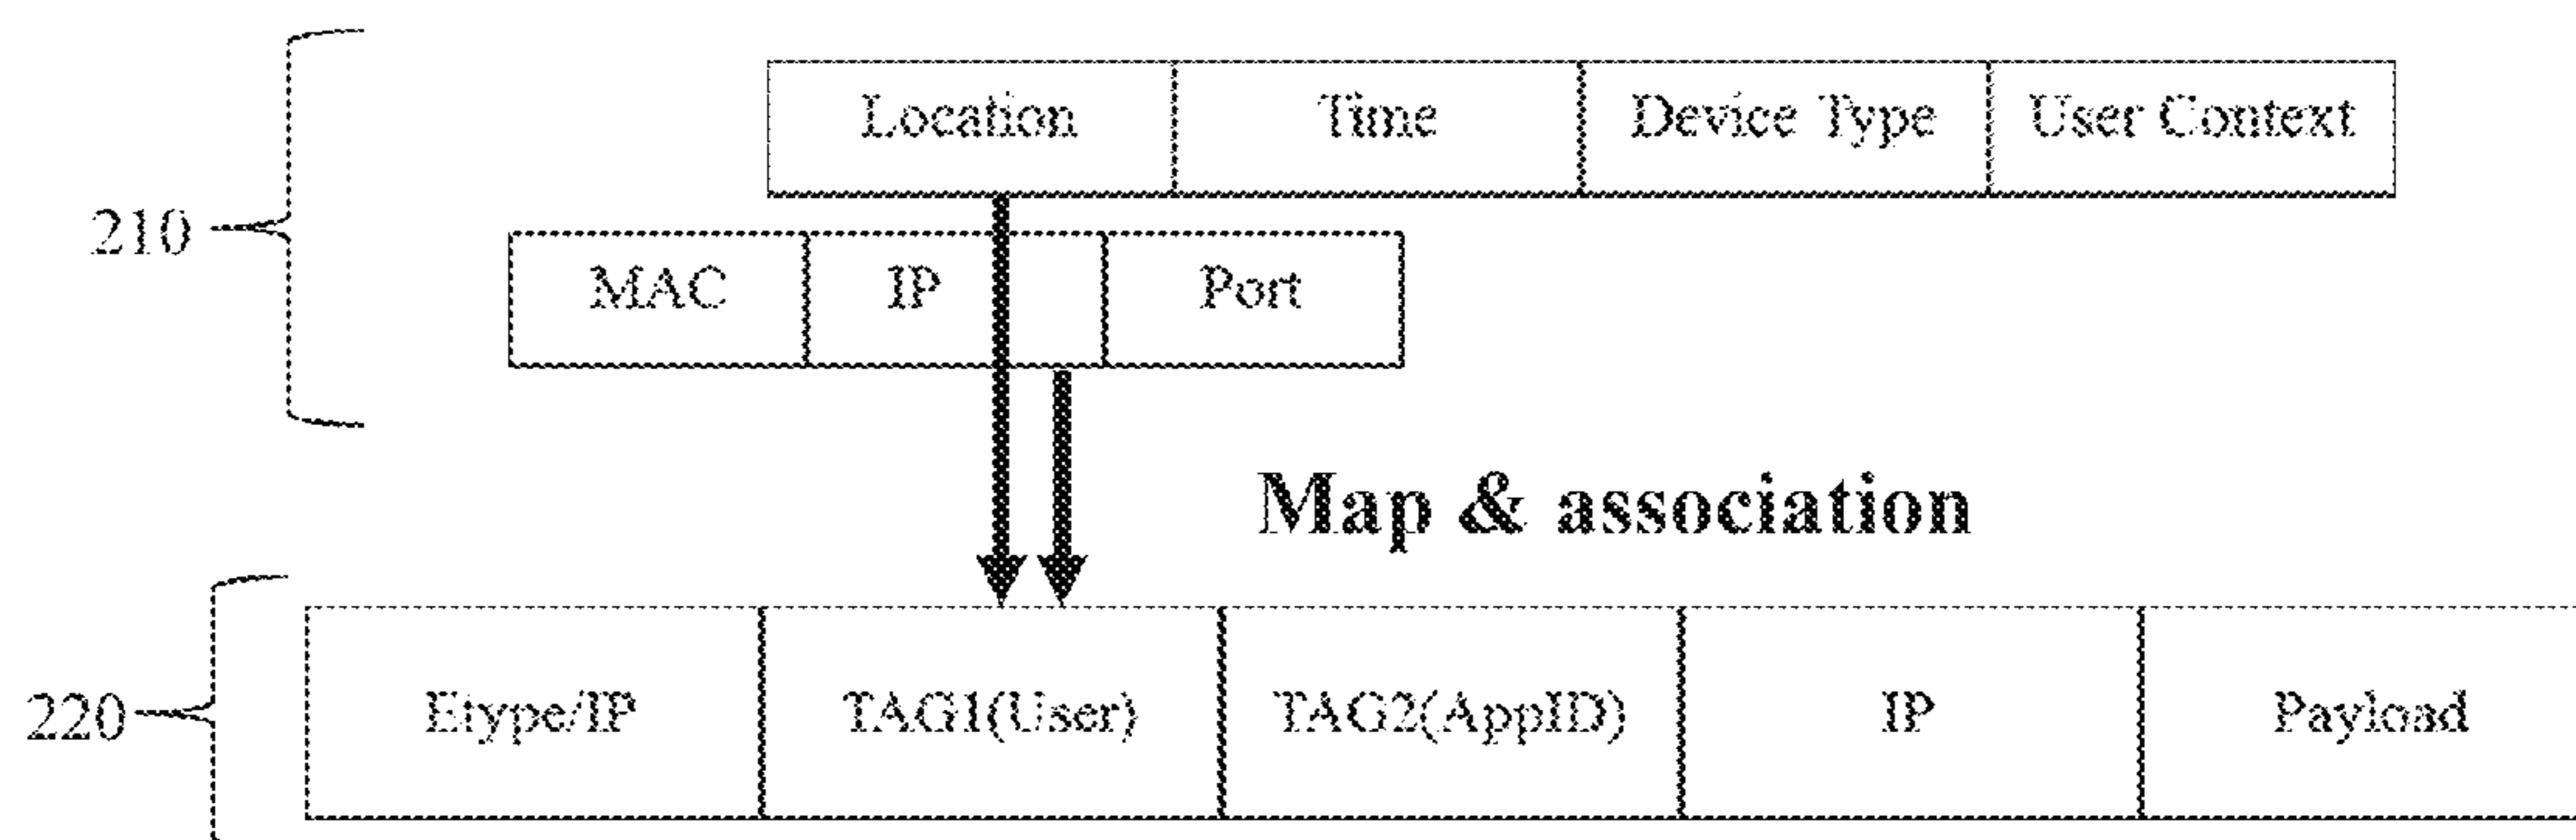 Location Time Device Type User Context
210
MAC IP Port
Map & association
220 Etype/IP TAG1(User) TAG2(AppID) IP Payload